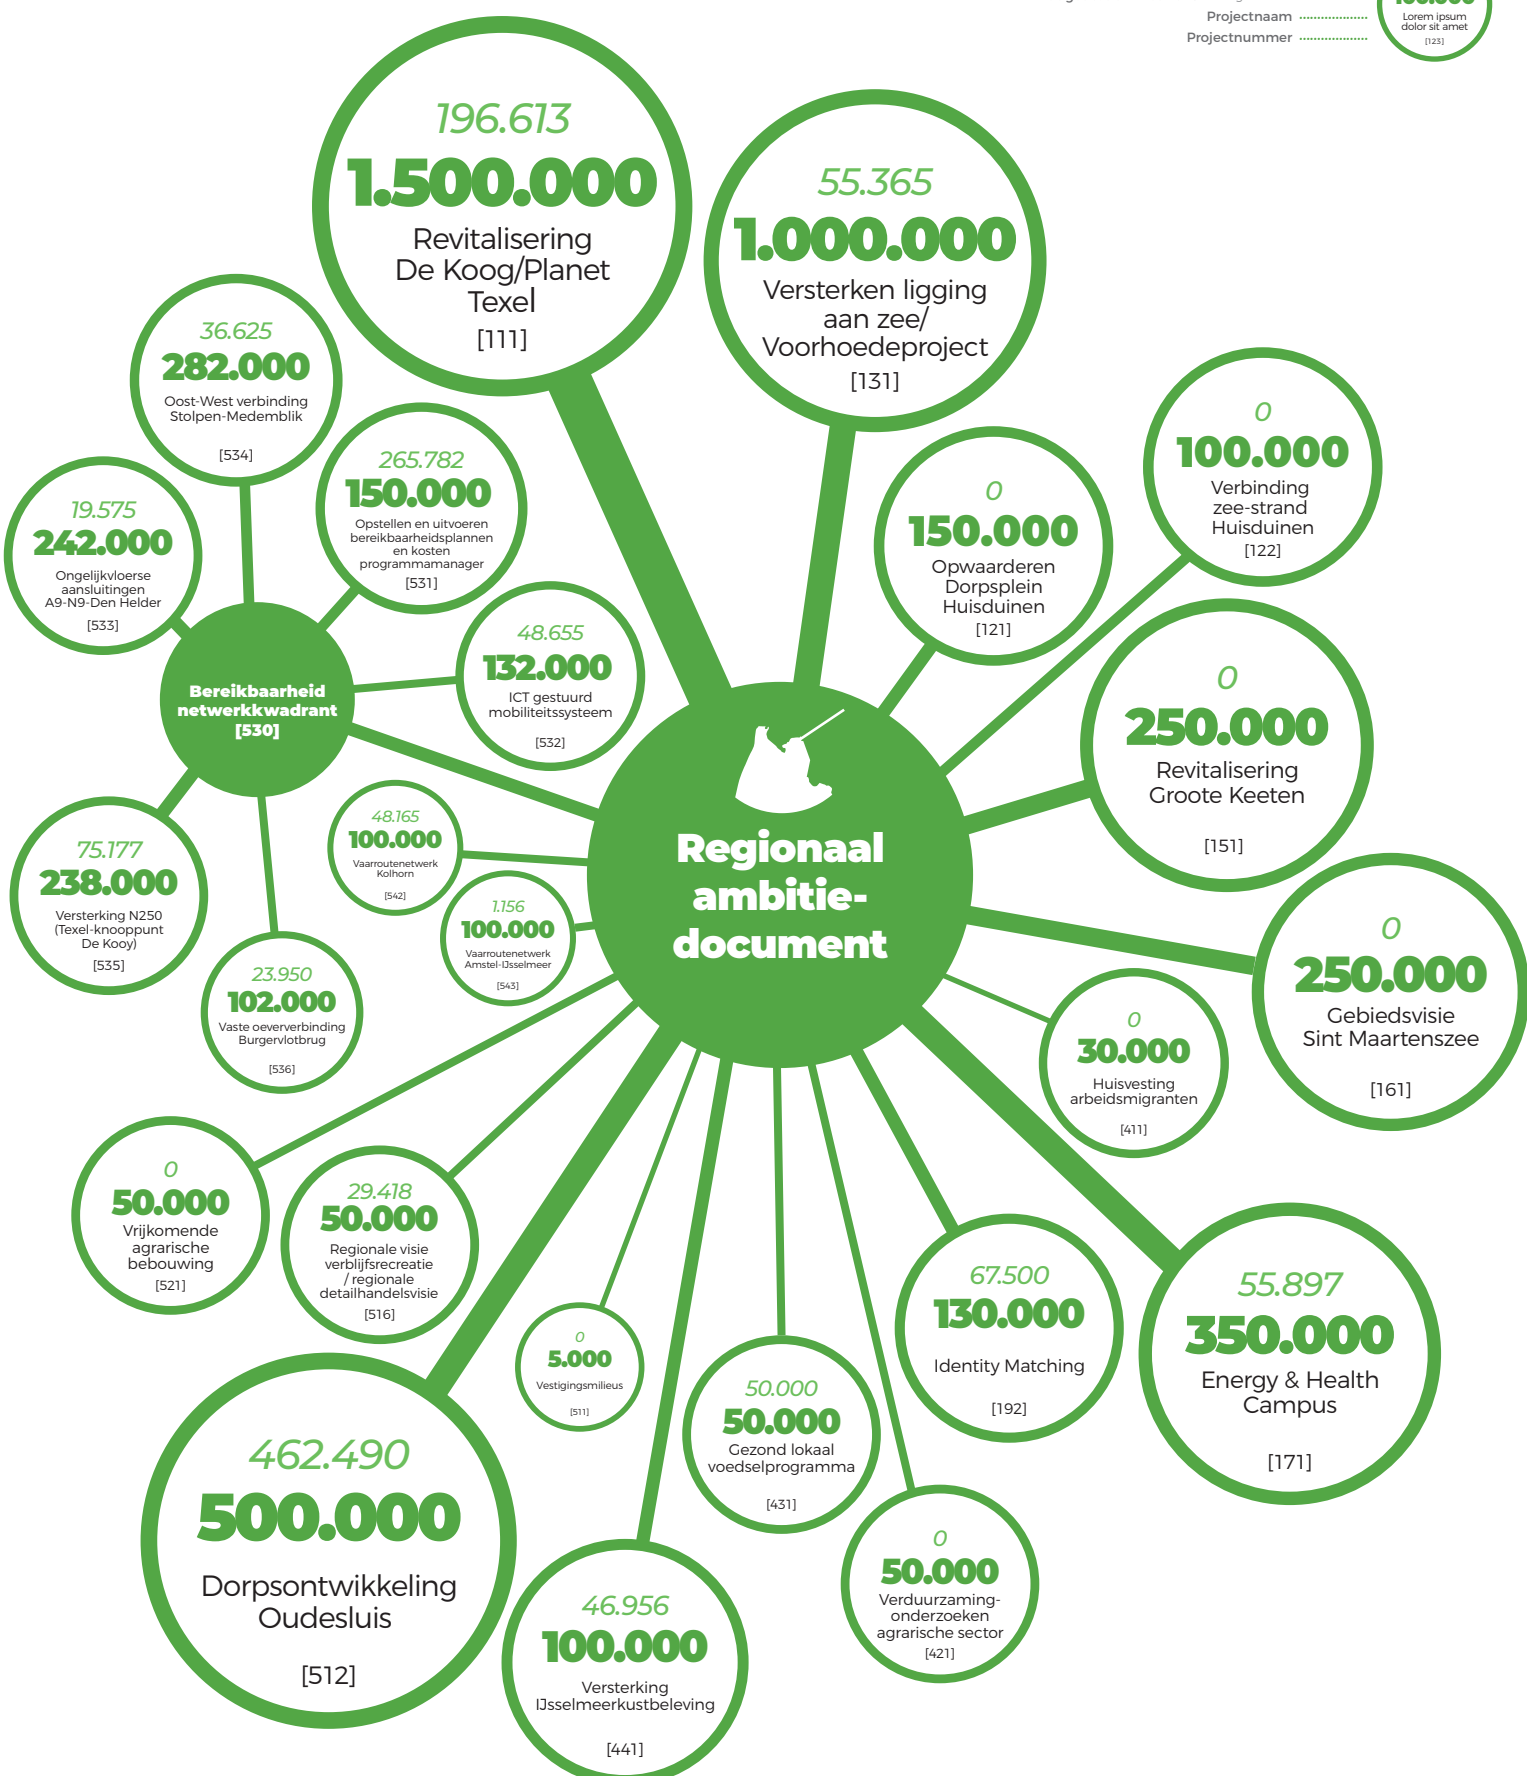 Projectnaam
Projectnummer
Lorem ipsum
dolor sit amet
[123]
196.613
1.500.000
Revitalisering
De Koog/Planet
Texel
[111]
55.365
1.000.000
Versterken ligging
aan zee/
Voorhoedeproject
[131]
36.625
282.000
Oost-West verbinding
Stolpen-Medemblik
[534]
265.782
150.000
Opstellen en uitvoeren
bereikbaarheidsplannen
en kosten
programmamanager
[531]
19.575
242.000
Ongelijkvloerse
aansluitingen
A9-N9-Den Helder
[533]
0
100.000
Verbinding
zee-strand
Huisduinen
[122]
0
150.000
Opwaarderen
Dorpsplein
Huisduinen
[121]
48.655
132.000
ICT gestuurd
mobiliteitssysteem
[532]
Bereikbaarheid
netwerkkwadrant
[530]
0
250.000
Revitalisering
Groote Keeten
[151]
48.165
100.000
Vaarroutenetwerk
Kolhorn
[542]
75.177
238.000
Versterking N250
(Texel-knooppunt
De Kooy)
[535]
Regionaal
ambitie-
document
1.156
100.000
Vaarroutenetwerk
Amstel-IJsselmeer
[543]
0
250.000
Gebiedsvisie
Sint Maartenszee
[161]
23.950
102.000
Vaste oeververbinding
Burgervlotbrug
[536]
0
30.000
Huisvesting
arbeidsmigranten
[411]
0
50.000
Vrijkomende
agrarische
bebouwing
[521]
29.418
50.000
Regionale visie
verblijfsrecreatie
/ regionale
detailhandelsvisie
[516]
0
5.000
Vestigingsmilieus
[511]
67.500
130.000
Identity Matching
[192]
55.897
350.000
Energy & Health
Campus
[171]
50.000
50.000
Gezond lokaal
voedselprogramma
[431]
462.490
500.000
Dorpsontwikkeling
Oudesluis
[512]
0
50.000
Verduurzaming-
onderzoeken
agrarische sector
[421]
46.956
100.000
Versterking
IJsselmeerkustbeleving
[441]